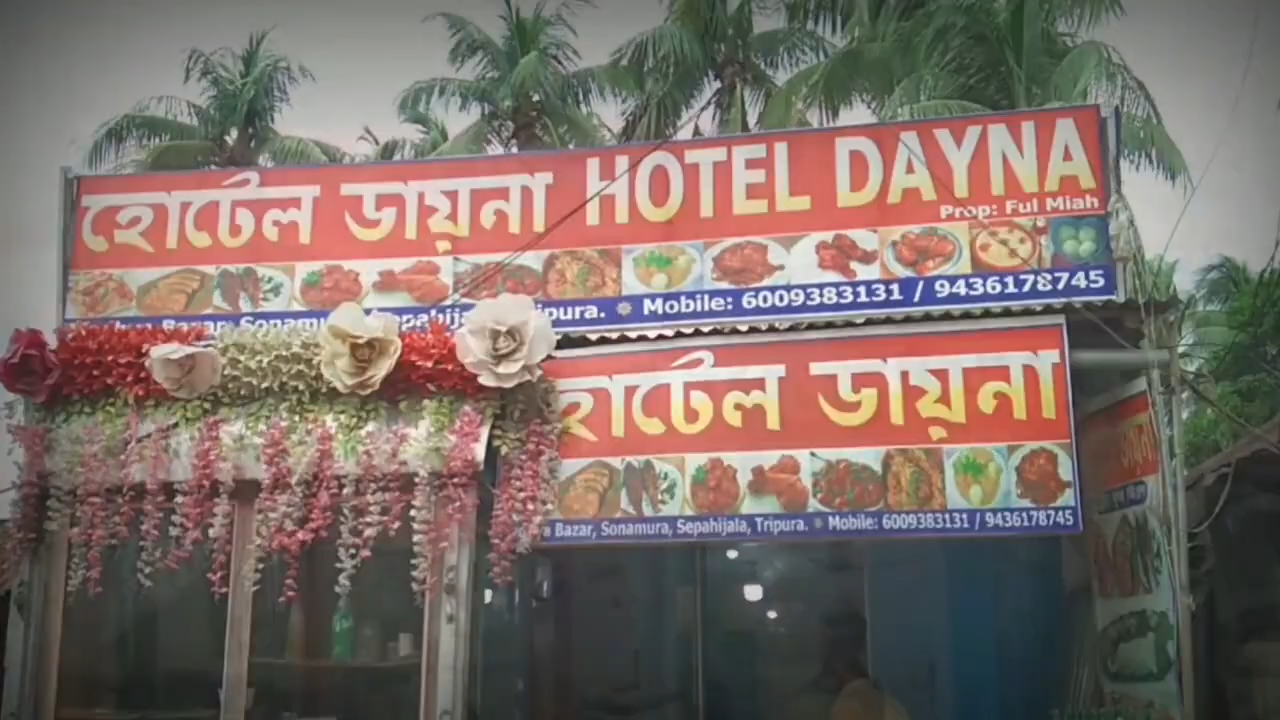 হোটেল ডায়না HOTEL DAYNA
Prop: Ful Miah
Bazar, Sonamura, Sepahijala, Tripura. Mobile: 6009383131 / 9436178745
হোটেল ডায়না
Bazar, Sonamura, Sepahijala, Tripura. Mobile: 6009383131 / 9436178745